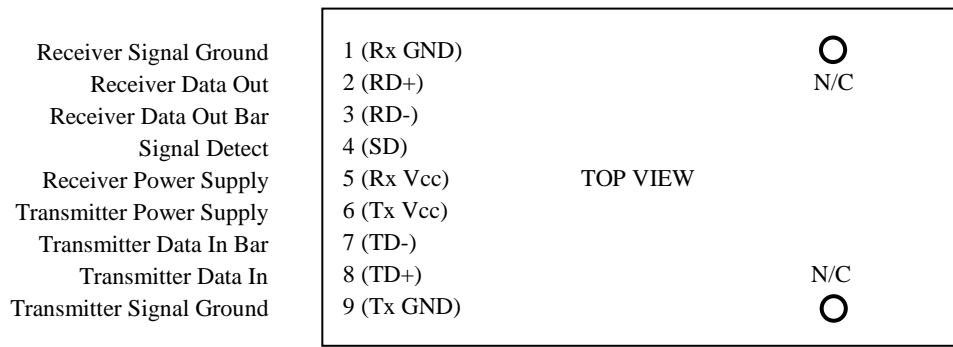 Receiver Signal Ground 1 (Rx GND)
Receiver Data Out 2 (RD+) N/C
Receiver Data Out Bar 3 (RD-)
Signal Detect 4 (SD)
Receiver Power Supply 5 (Rx Vcc) TOP VIEW
Transmitter Power Supply 6 (Tx Vcc)
Transmitter Data In Bar 7 (TD-)
Transmitter Data In 8 (TD+) N/C
Transmitter Signal Ground 9 (Tx GND)